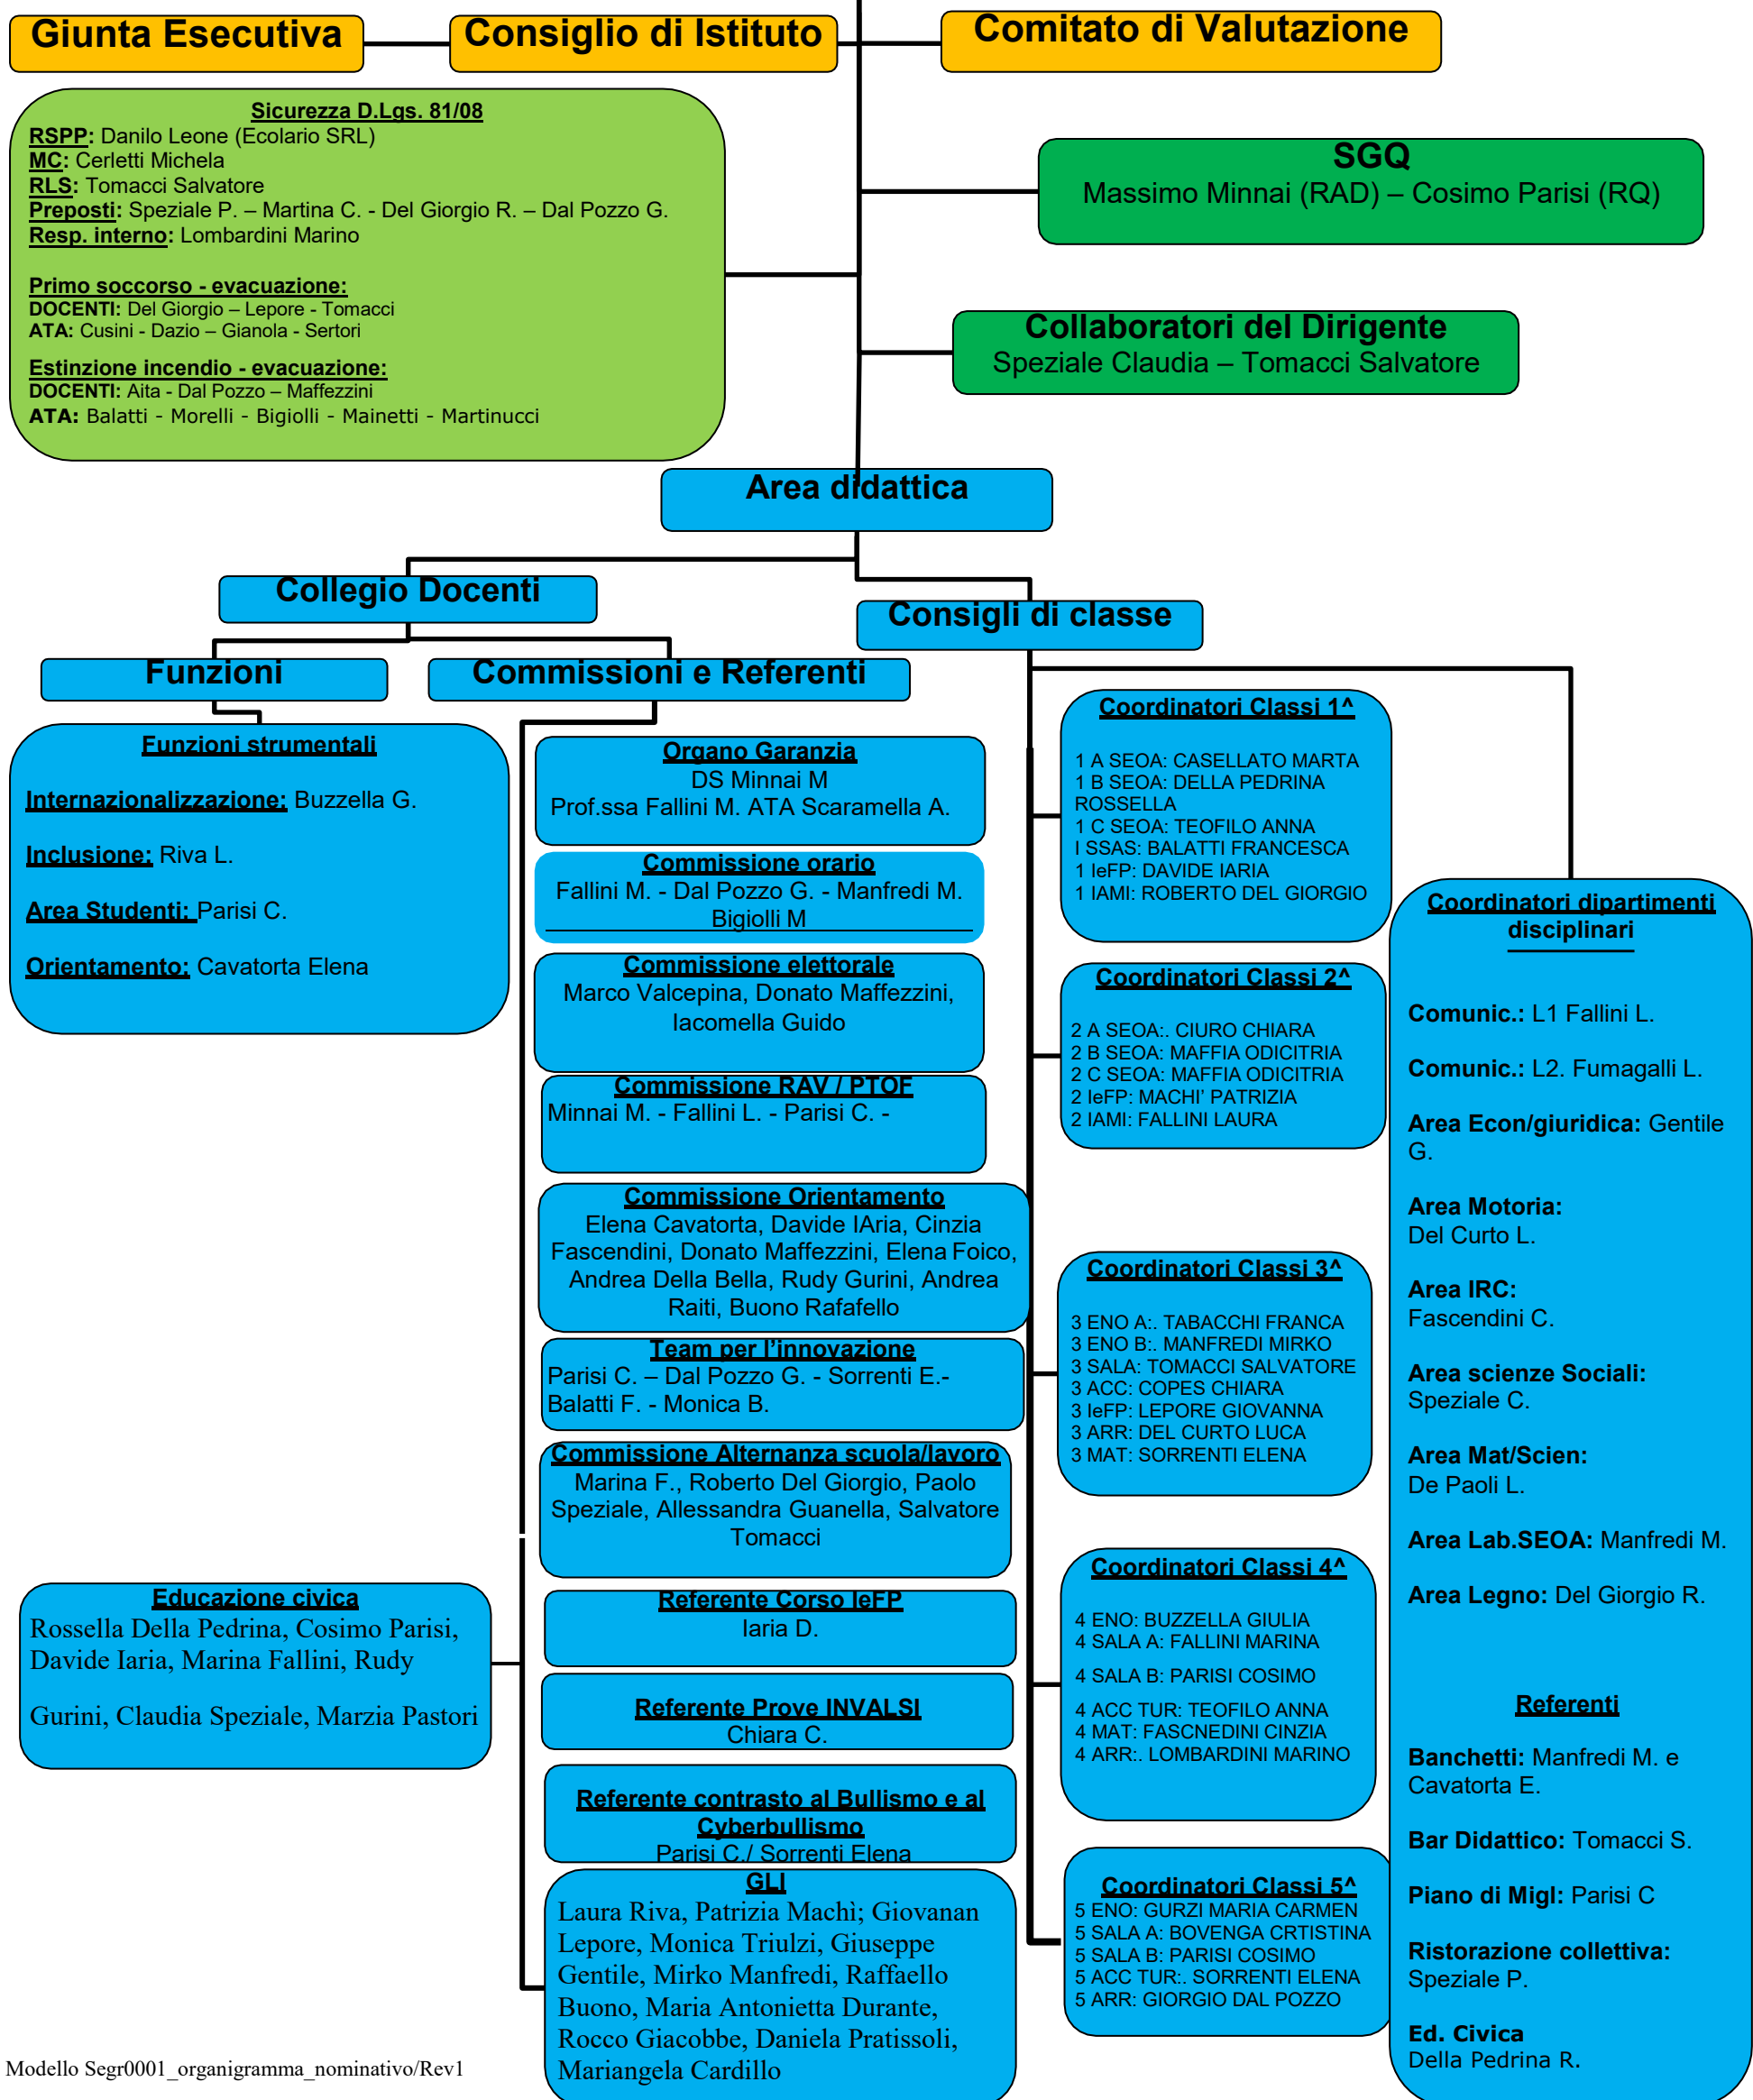 Giunta Esecutiva
Consiglio di Istituto
Comitato di Valutazione
Sicurezza D.Lgs. 81/08
RSPP: Danilo Leone (Ecolario SRL)
MC: Cerletti Michela
RLS: Tomacci Salvatore
Preposti: Speziale P. – Martina C. - Del Giorgio R. – Dal Pozzo G.
Resp. interno: Lombardini Marino
Primo soccorso - evacuazione:
DOCENTI: Del Giorgio – Lepore - Tomacci
ATA: Cusini - Dazio – Gianola - Sertori
Estinzione incendio - evacuazione:
DOCENTI: Aita - Dal Pozzo – Maffezzini
ATA: Balatti - Morelli - Bigiolli - Mainetti - Martinucci
SGQ
Massimo Minnai (RAD) – Cosimo Parisi (RQ)
Collaboratori del Dirigente
Speziale Claudia – Tomacci Salvatore
Area didattica
Collegio Docenti
Consigli di classe
Funzioni
Commissioni e Referenti
Funzioni strumentali
Internazionalizzazione: Buzzella G.
Inclusione: Riva L.
Area Studenti: Parisi C.
Orientamento: Cavatorta Elena
Organo Garanzia
DS Minnai M
Prof.ssa Fallini M. ATA Scaramella A.
Commissione orario
Fallini M. - Dal Pozzo G. - Manfredi M.
Bigiolli M
Commissione elettorale
Marco Valcepina, Donato Maffezzini,
Iacomella Guido
Commissione RAV / PTOF
Minnai M. - Fallini L. - Parisi C. -
Commissione Orientamento
Elena Cavatorta, Davide IAria, Cinzia
Fascendini, Donato Maffezzini, Elena Foico,
Andrea Della Bella, Rudy Gurini, Andrea
Raiti, Buono Rafafello
Team per l'innovazione
Parisi C. – Dal Pozzo G. - Sorrenti E.-
Balatti F. - Monica B.
Commissione Alternanza scuola/lavoro
Marina F., Roberto Del Giorgio, Paolo
Speziale, Allessandra Guanella, Salvatore
Tomacci
Referente Corso IeFP
Iaria D.
Referente Prove INVALSI
Chiara C.
Referente contrasto al Bullismo e al
Cyberbullismo
Parisi C./ Sorrenti Elena
GLI
Laura Riva, Patrizia Machì; Giovanan
Lepore, Monica Triulzi, Giuseppe
Gentile, Mirko Manfredi, Raffaello
Buono, Maria Antonietta Durante,
Rocco Giacobbe, Daniela Pratissoli,
Mariangela Cardillo
Educazione civica
Rossella Della Pedrina, Cosimo Parisi,
Davide Iaria, Marina Fallini, Rudy
Gurini, Claudia Speziale, Marzia Pastori
Coordinatori Classi 1^
1 A SEOA: CASELLATO MARTA
1 B SEOA: DELLA PEDRINA
ROSSELLA
1 C SEOA: TEOFILO ANNA
I SSAS: BALATTI FRANCESCA
1 IeFP: DAVIDE IARIA
1 IAMI: ROBERTO DEL GIORGIO
Coordinatori Classi 2^
2 A SEOA:. CIURO CHIARA
2 B SEOA: MAFFIA ODICITRIA
2 C SEOA: MAFFIA ODICITRIA
2 IeFP: MACHI' PATRIZIA
2 IAMI: FALLINI LAURA
Coordinatori Classi 3^
3 ENO A:. TABACCHI FRANCA
3 ENO B:. MANFREDI MIRKO
3 SALA: TOMACCI SALVATORE
3 ACC: COPES CHIARA
3 IeFP: LEPORE GIOVANNA
3 ARR: DEL CURTO LUCA
3 MAT: SORRENTI ELENA
Coordinatori Classi 4^
4 ENO: BUZZELLA GIULIA
4 SALA A: FALLINI MARINA
4 SALA B: PARISI COSIMO
4 ACC TUR: TEOFILO ANNA
4 MAT: FASCNEDINI CINZIA
4 ARR:. LOMBARDINI MARINO
Coordinatori Classi 5^
5 ENO: GURZI MARIA CARMEN
5 SALA A: BOVENGA CRTISTINA
5 SALA B: PARISI COSIMO
5 ACC TUR:. SORRENTI ELENA
5 ARR: GIORGIO DAL POZZO
Coordinatori dipartimenti
disciplinari
Comunic.: L1 Fallini L.
Comunic.: L2. Fumagalli L.
Area Econ/giuridica: Gentile
G.
Area Motoria:
Del Curto L.
Area IRC:
Fascendini C.
Area scienze Sociali:
Speziale C.
Area Mat/Scien:
De Paoli L.
Area Lab.SEOA: Manfredi M.
Area Legno: Del Giorgio R.
Referenti
Banchetti: Manfredi M. e
Cavatorta E.
Bar Didattico: Tomacci S.
Piano di Migl: Parisi C
Ristorazione collettiva:
Speziale P.
Ed. Civica
Della Pedrina R.
Modello Segr0001_organigramma_nominativo/Rev1